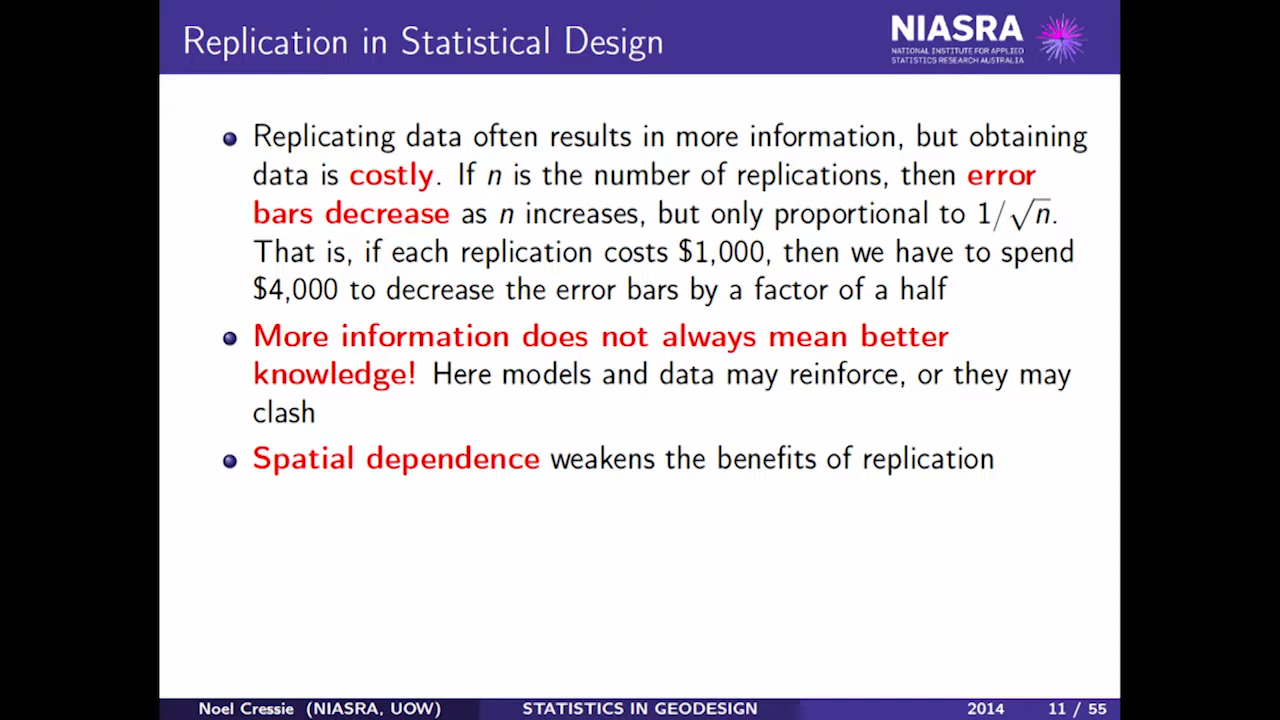 Replication in Statistical Design
NIASRA
NATIONAL INSTITUTE FOR APPLIED
STATISTICS RESEARCH AUSTRALIA
Replicating data often results in more information, but obtaining
data is costly. If n is the number of replications, then error
bars decrease as n increases, but only proportional to 1/√n.
That is, if each replication costs $1,000, then we have to spend
$4,000 to decrease the error bars by a factor of a half
More information does not always mean better
knowledge! Here models and data may reinforce, or they may
clash
Spatial dependence weakens the benefits of replication
Noel Cressie (NIASRA, UOW) STATISTICS IN GEODESIGN 2014 11 / 55